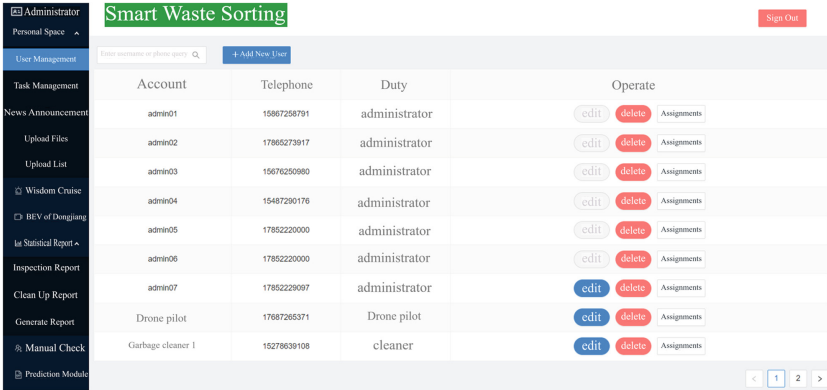 Administrator
Smart Waste Sorting
Sign Out
Personal Space
User Management
Task Management
News Announcement
Upload Files
Upload List
Wisdom Cruise
BEV of Dongjiang
Statistical Report
Inspection Report
Clean Up Report
Generate Report
Manual Check
Prediction Module
Enter username or phone query
+Add New User
Account Telephone Duty Operate
admin01 15867258791 administrator edit delete Assignments
admin02 17865273917 administrator edit delete Assignments
admin03 15676250980 administrator edit delete Assignments
admin04 15487290176 administrator edit delete Assignments
admin05 17852220000 administrator edit delete Assignments
admin06 17852220000 administrator edit delete Assignments
admin07 17852229097 administrator edit delete Assignments
Drone pilot 17687265371 Drone pilot edit delete Assignments
Garbage cleaner 1 15278639108 cleaner edit delete Assignments
< 1 2 >